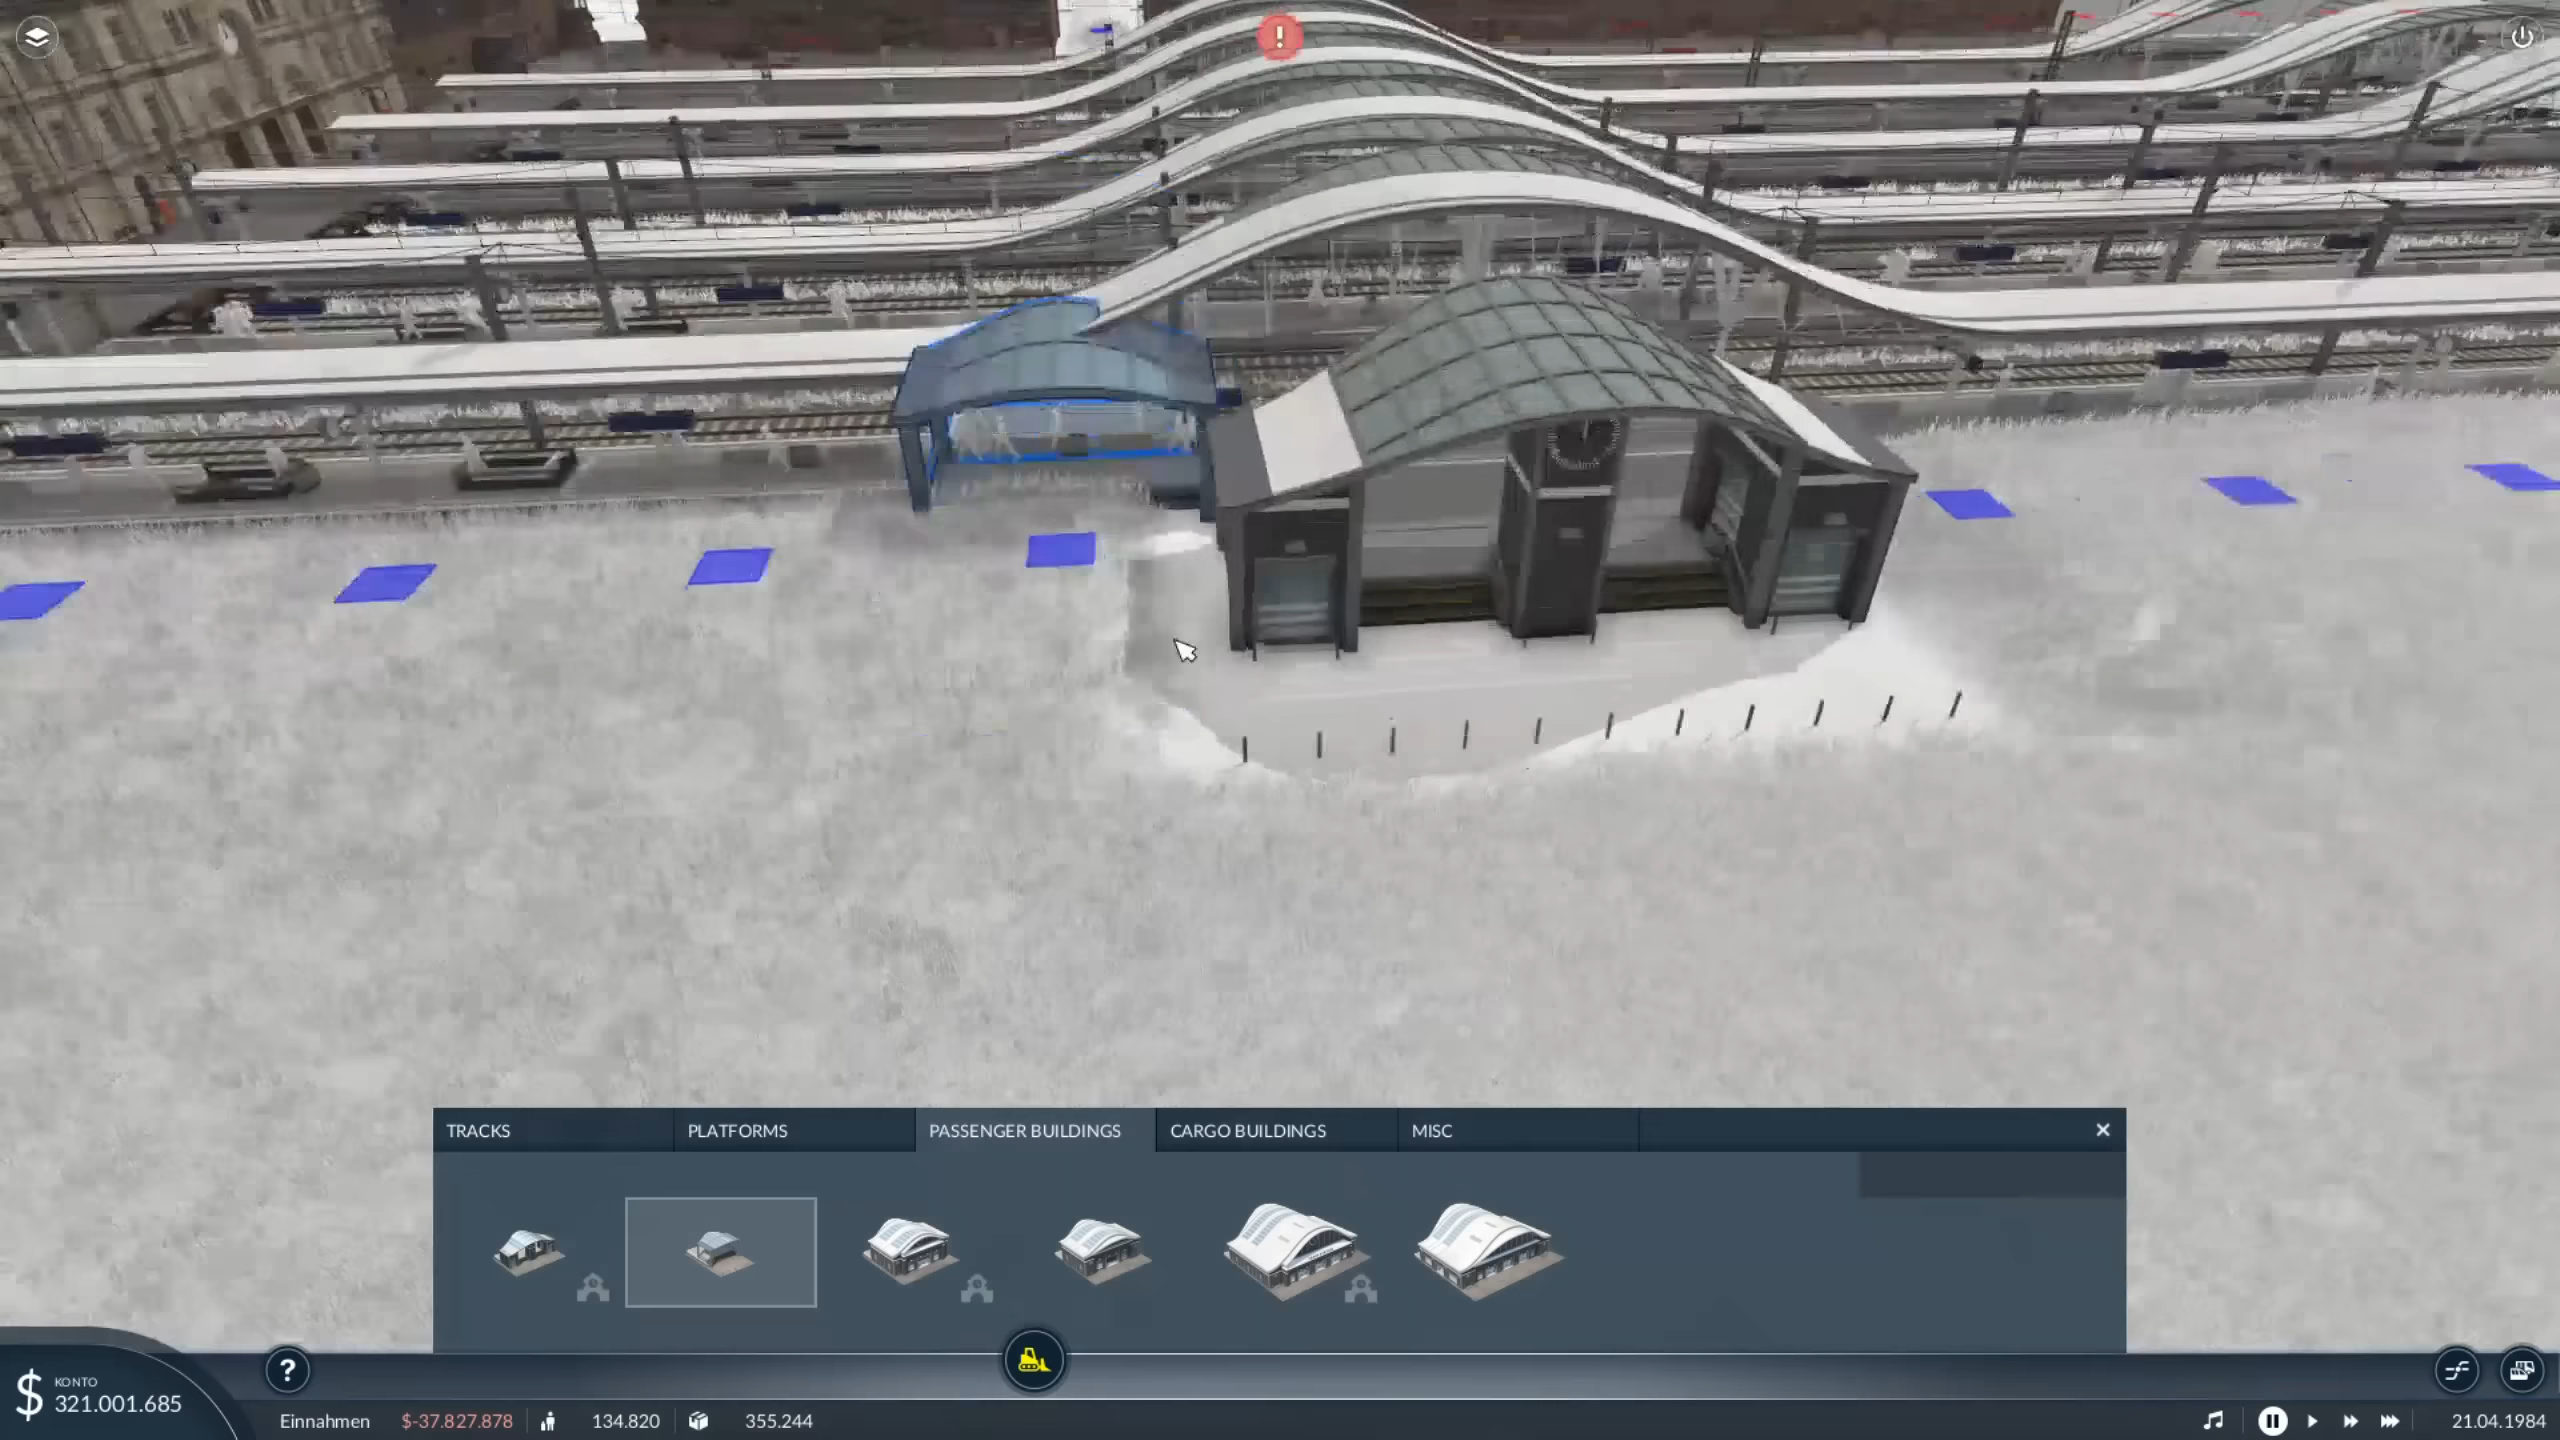 TRACKS
PLATFORMS
PASSENGER BUILDINGS
CARGO BUILDINGS
MISC
KONTO
321.001.685
Einnahmen $-37.827.878 134.820 355.244
21.04.1984